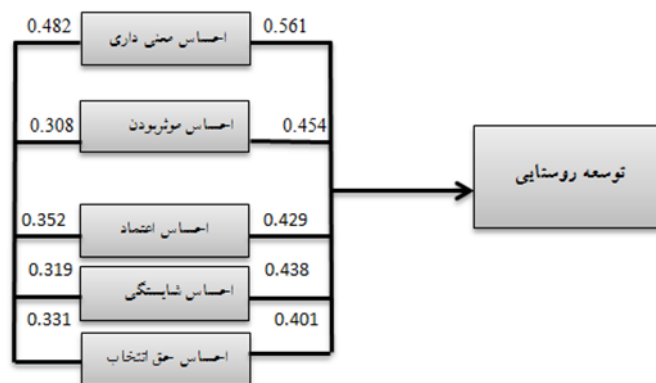 0.482 احساس معنی داری 0.561
0.308 احساس موثربودن 0.454
توسعه روستایی
0.352 احساس اعتماد 0.429
0.319 احساس شایستگی 0.438
0.331 احساس حق انتخاب 0.401